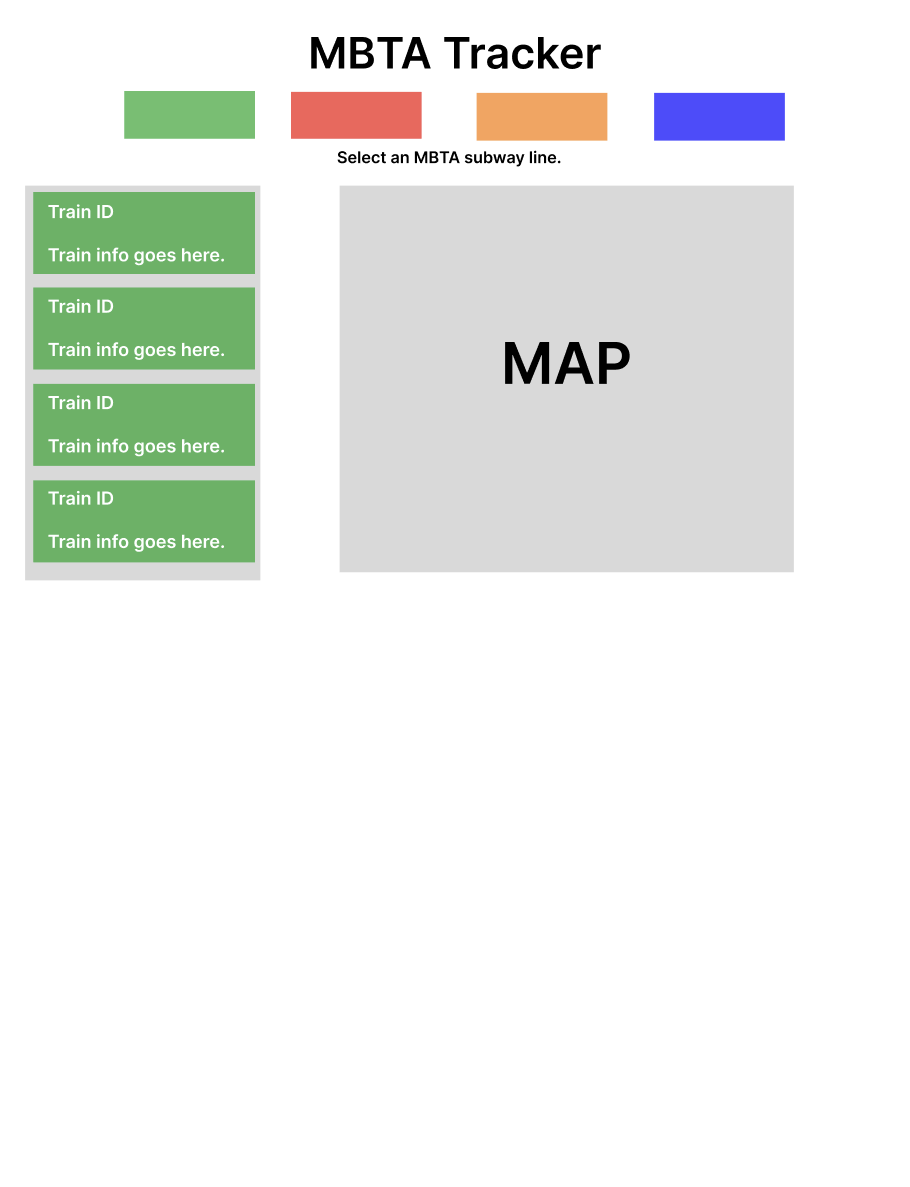 MBTA Tracker
Select an MBTA subway line.
Train ID
Train info goes here.
Train ID
Train info goes here.
Train ID
Train info goes here.
Train ID
Train info goes here.
MAP